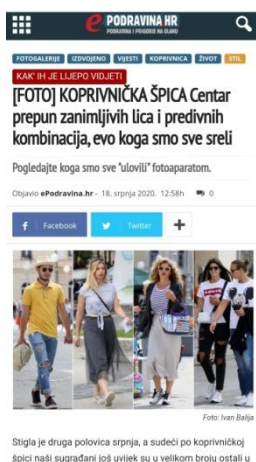 PODRAVINA.HR
PODRAVINA I PRIGORJE NA DLANU
FOTOGALERIJE IZDVOJENO VIJESTI KOPRIVNICA ŽIVOT STIL
KAK' IH JE LIJEPO VIDJETI
[FOTO] KOPRIVNIČKA ŠPICA Centar
prepun zanimljivih lica i predivnih
kombinacija, evo koga smo sve sreli
Pogledajte koga smo sve "ulovili" fotoaparatom.
Objavio ePodravina.hr - 18. srpnja 2020. 12:58h 0
Facebook Twitter +
Foto: Ivan Balija
Stigla je druga polovica srpnja, a sudeći po koprivničkoj
špici naši sugrađani još uvijek su u velikom broju ostali u